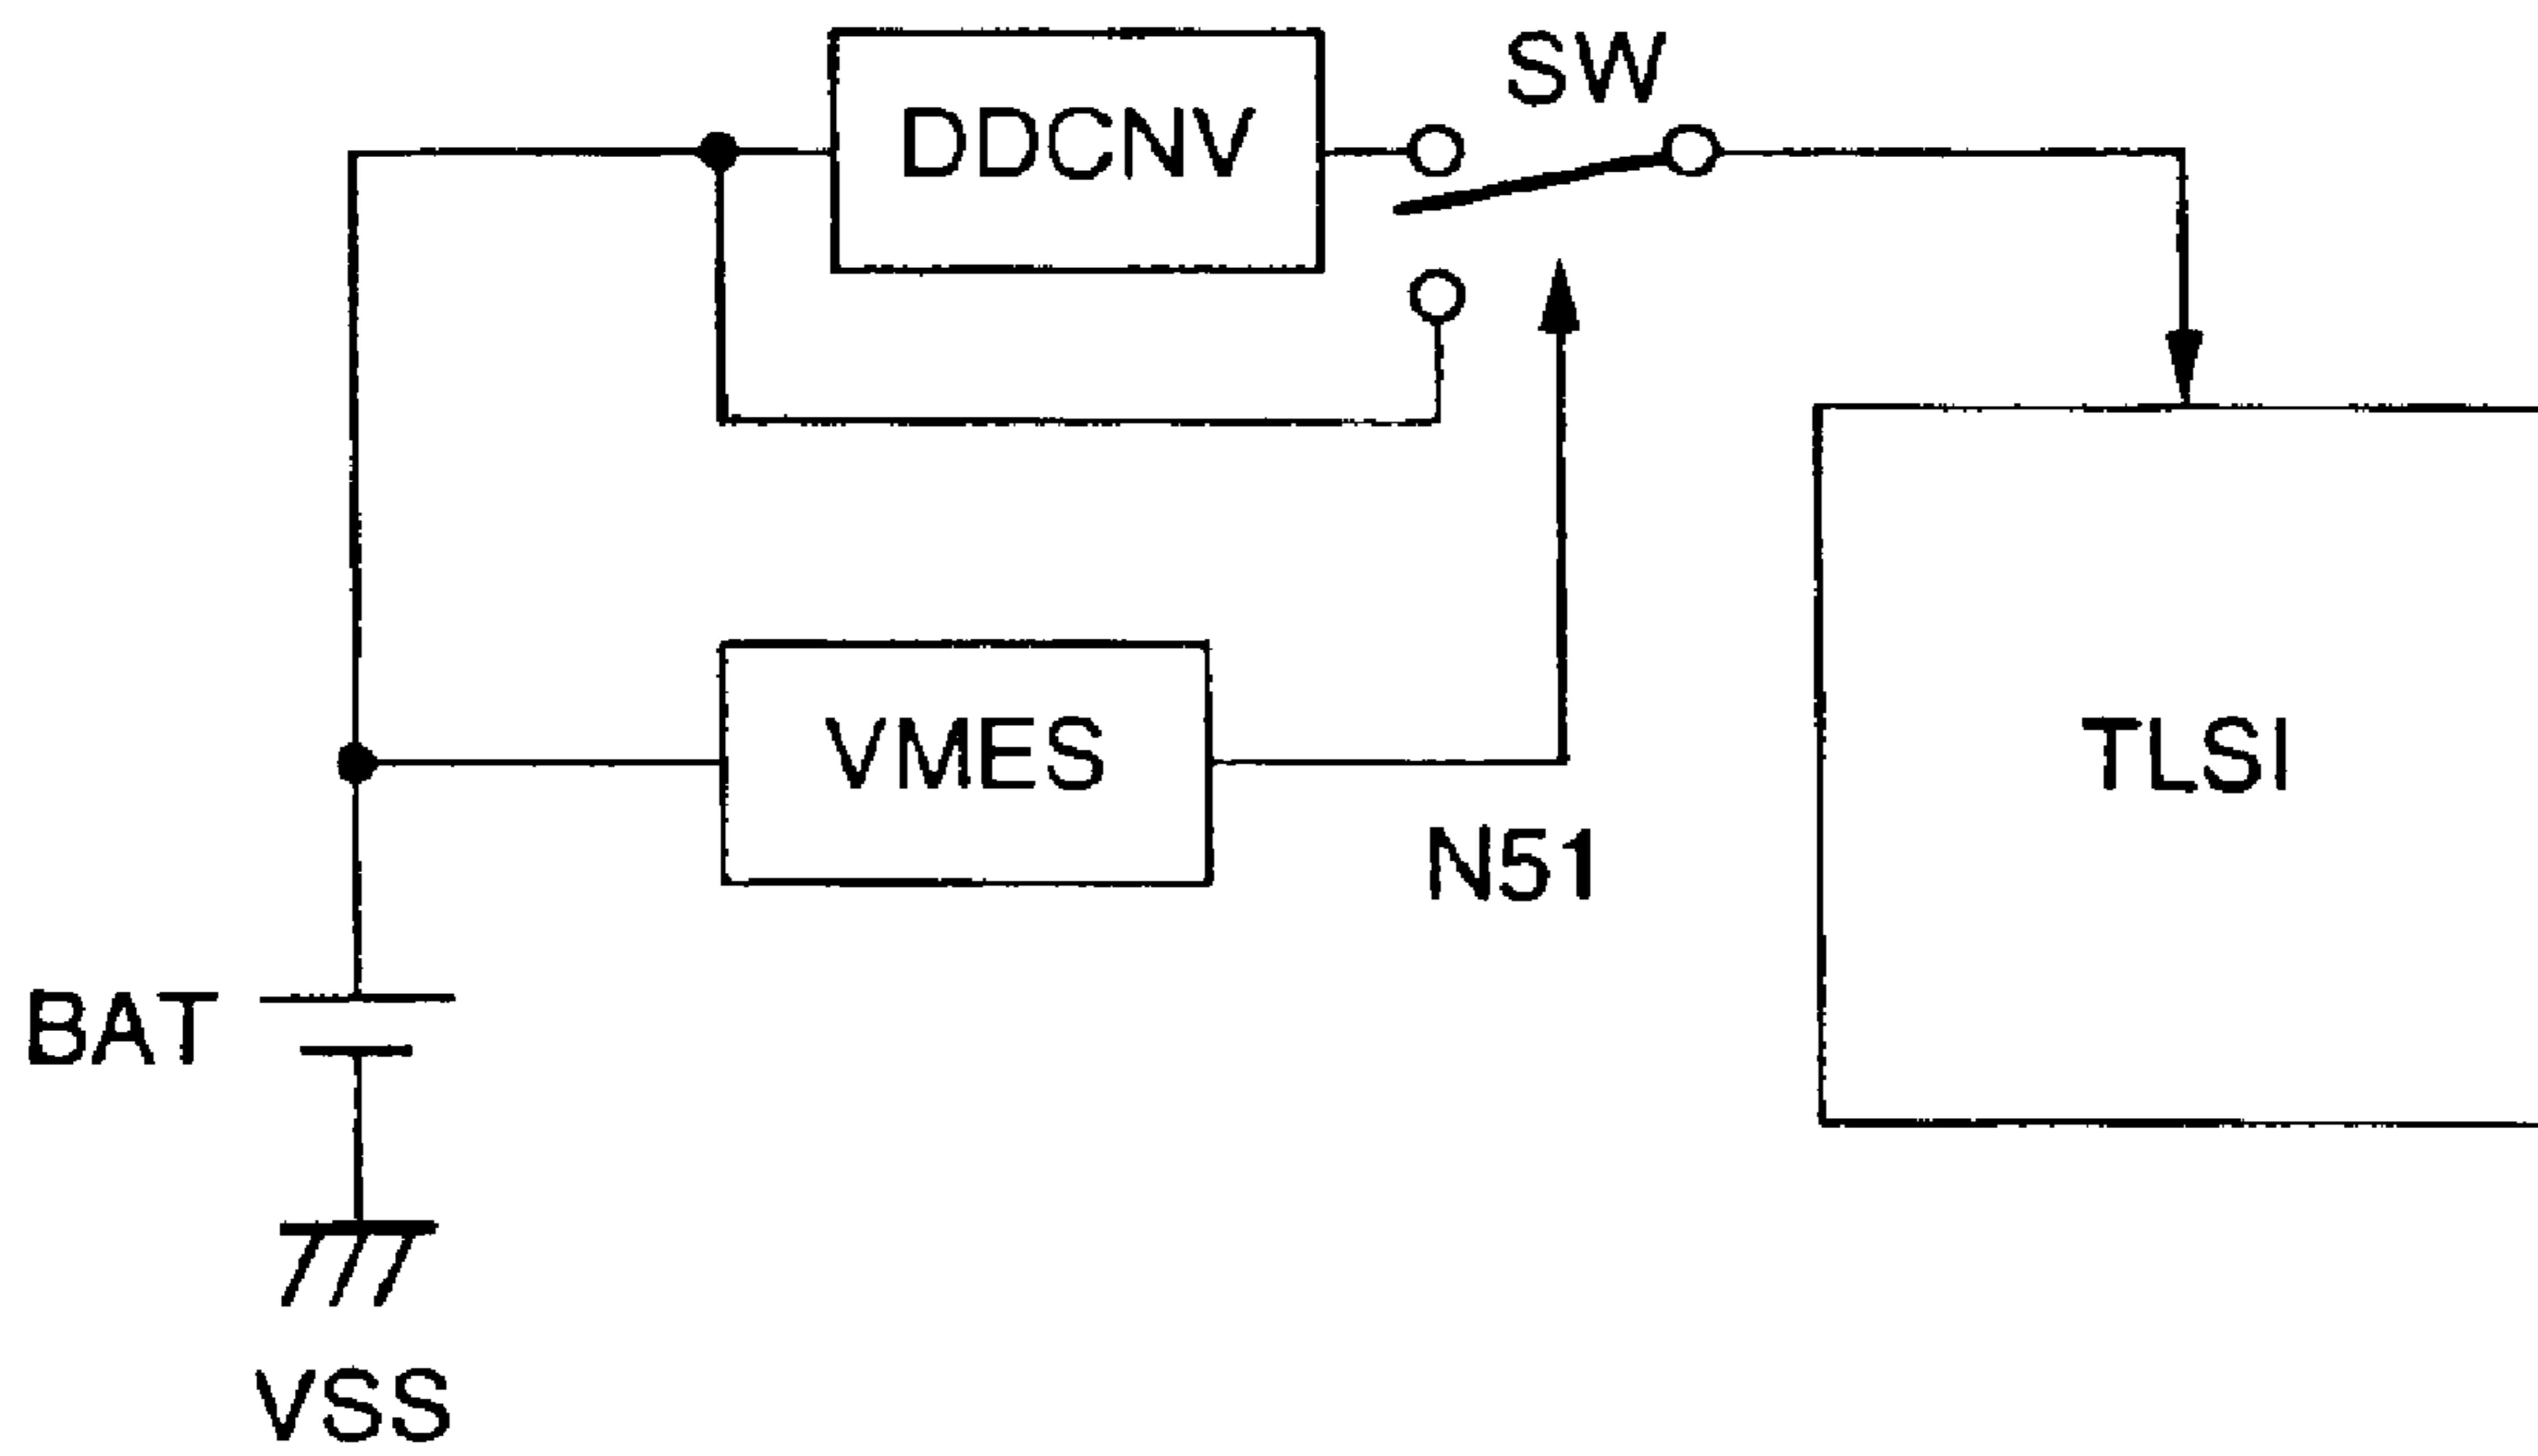 SW
DDCNV
VMES
TLSI
N51
BAT
VSS